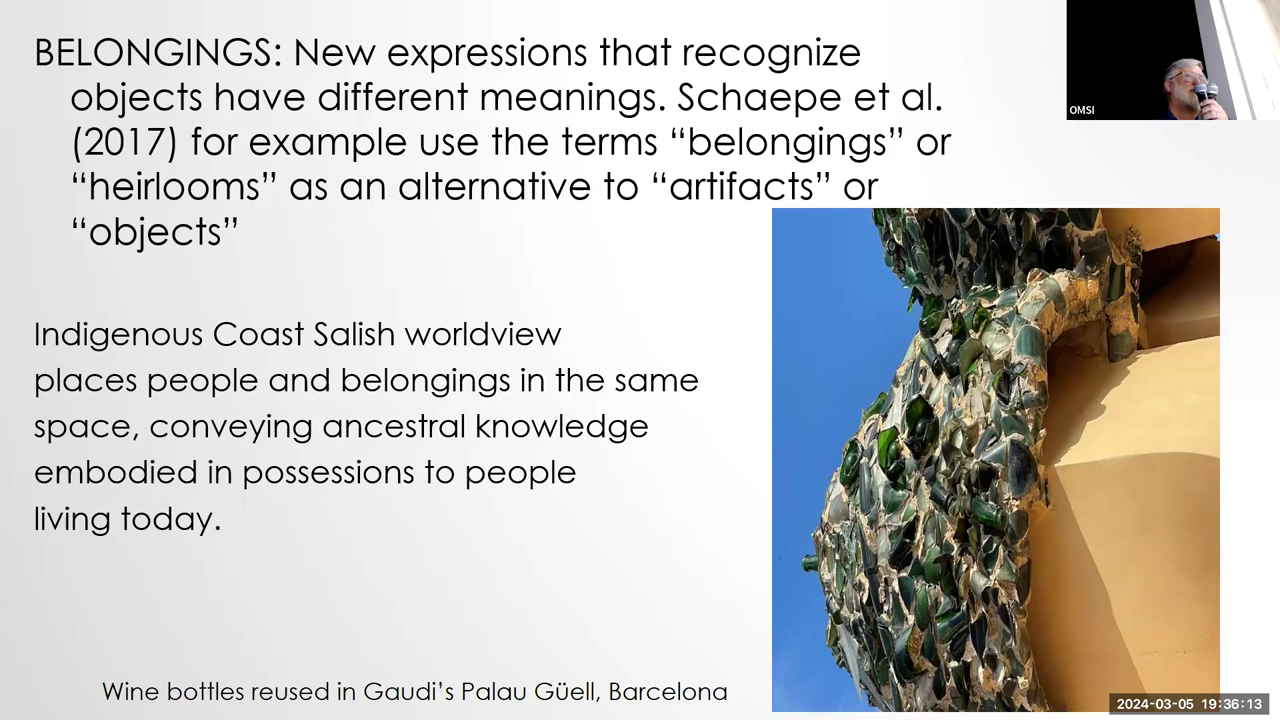 BELONGINGS: New expressions that recognize
objects have different meanings. Schaepe et al.
(2017) for example use the terms “belongings” or
“heirlooms” as an alternative to “artifacts” or
“objects”
OMSI
Indigenous Coast Salish worldview
places people and belongings in the same
space, conveying ancestral knowledge
embodied in possessions to people
living today.
Wine bottles reused in Gaudi’s Palau Güell, Barcelona
2024-03-05 19:36:13